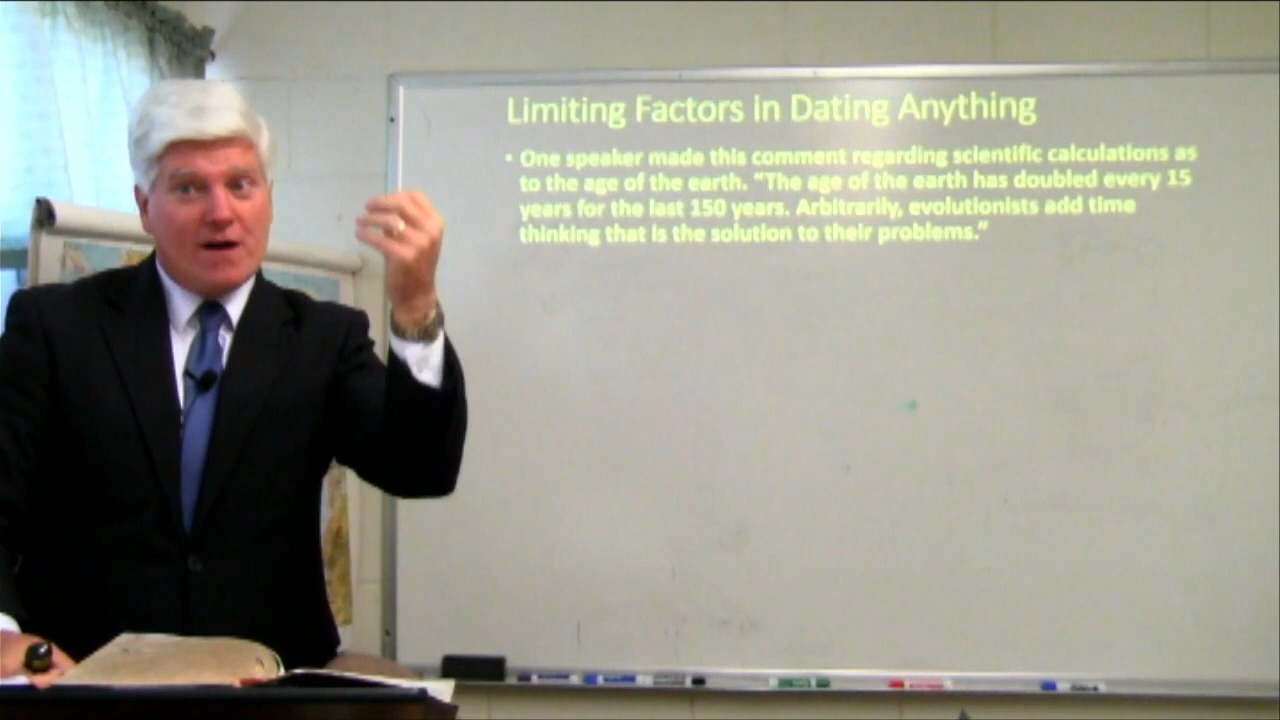 Limiting Factors in Dating Anything
• One speaker made this comment regarding scientific calculations as
to the age of the earth. “The age of the earth has doubled every 15
years for the last 150 years. Arbitrarily, evolutionists add time
thinking that is the solution to their problems.”